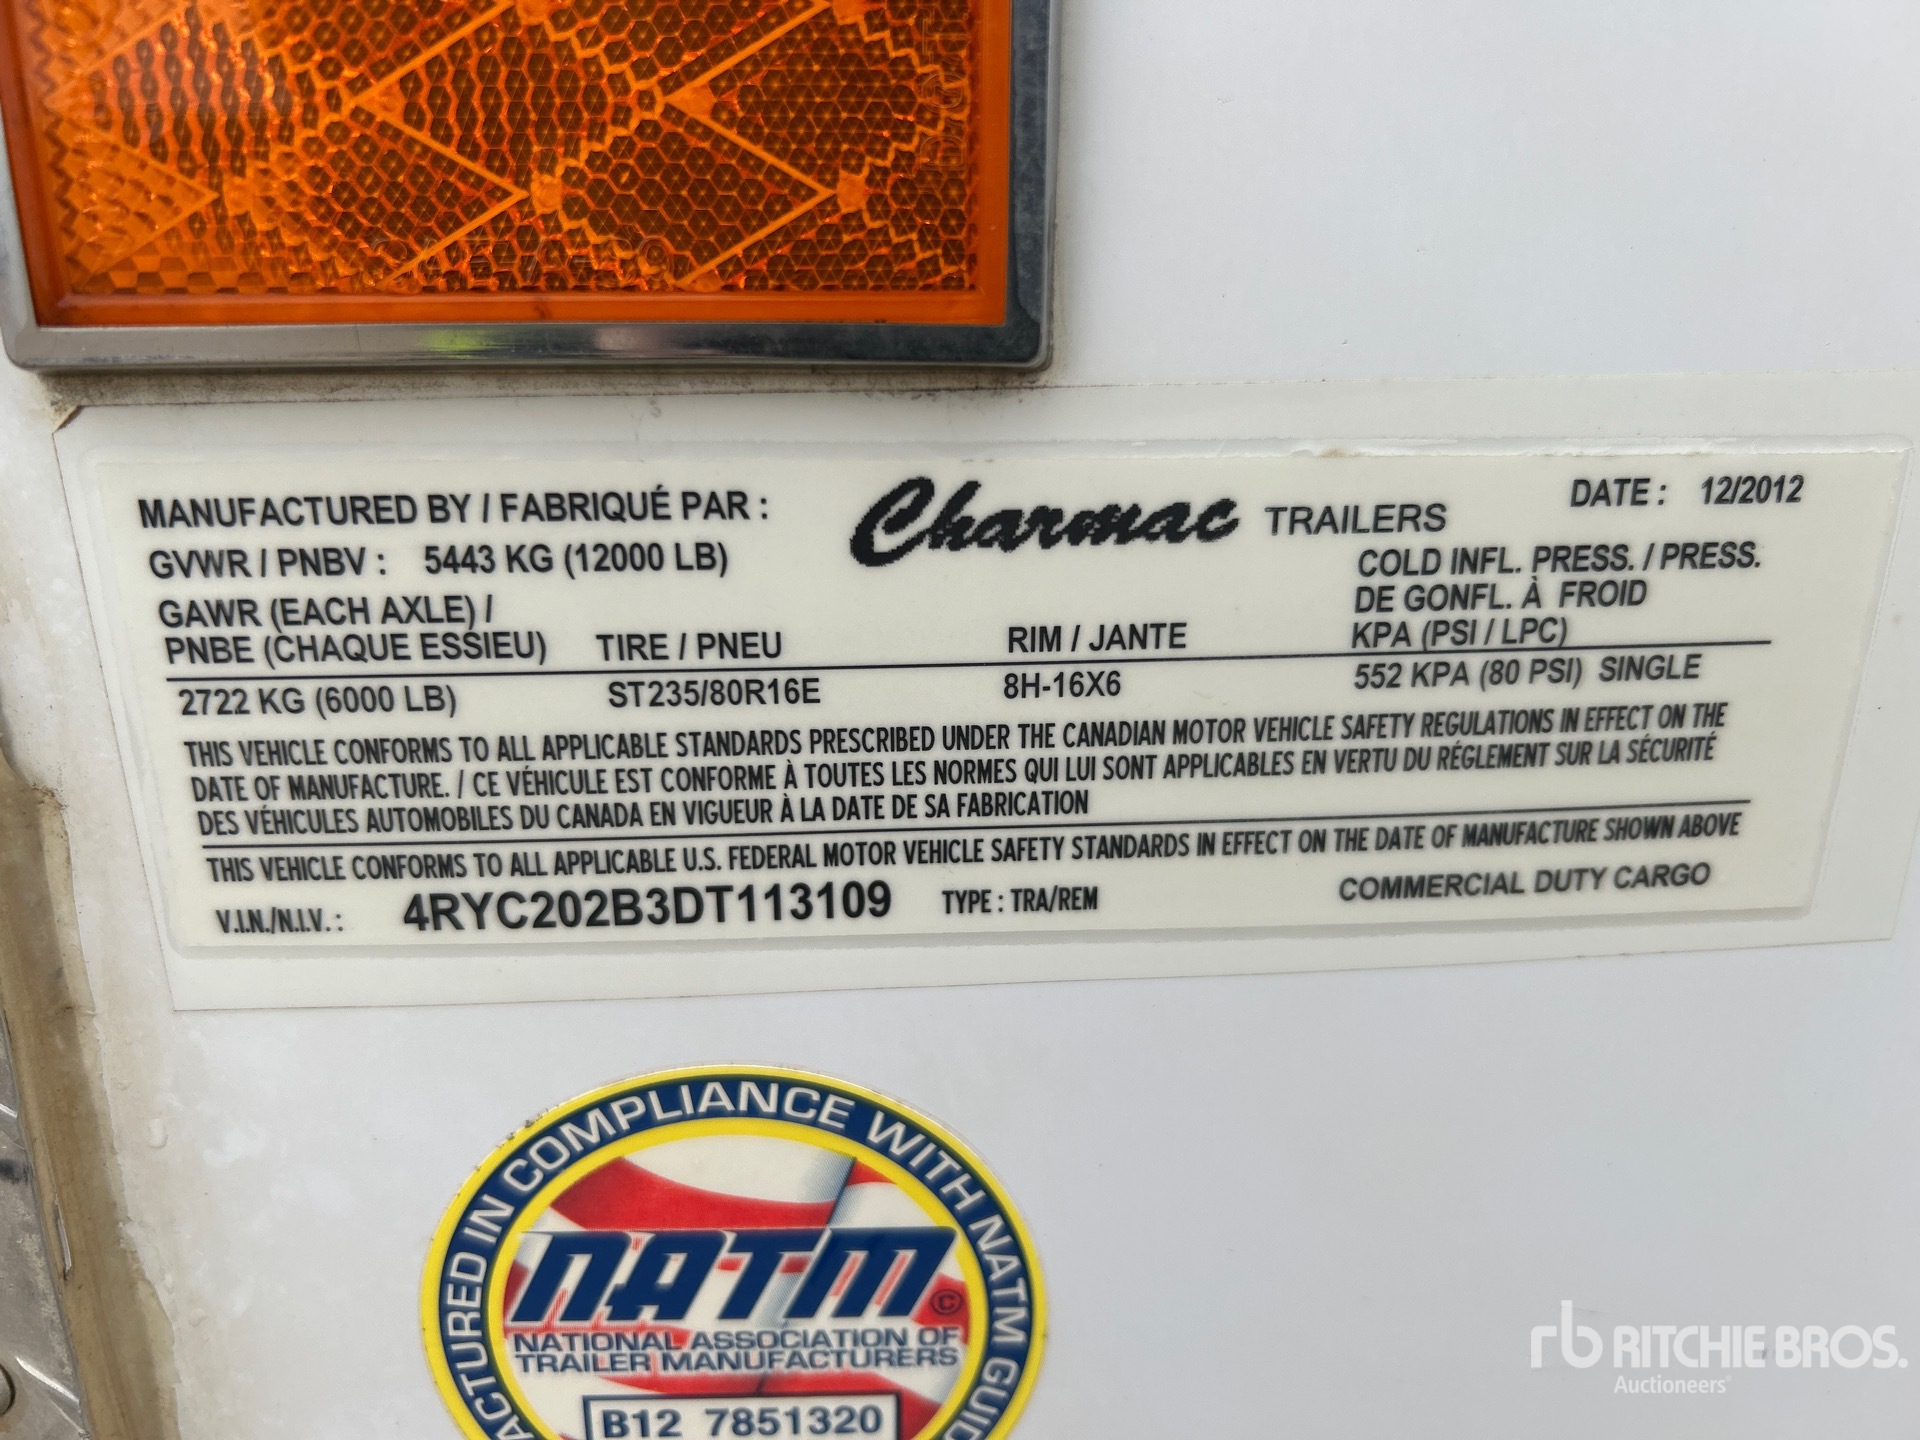 MANUFACTURED BY / FABRIQUÉ PAR : Charmac TRAILERS DATE : 12/2012
GVWR / PNBV : 5443 KG (12000 LB)
COLD INFL. PRESS. / PRESS.
DE GONFL. À FROID
KPA (PSI / LPC)
GAWR (EACH AXLE) /
PNBE (CHAQUE ESSIEU) TIRE / PNEU RIM / JANTE
2722 KG (6000 LB) ST235/80R16E 8H-16X6 552 KPA (80 PSI) SINGLE
THIS VEHICLE CONFORMS TO ALL APPLICABLE STANDARDS PRESCRIBED UNDER THE CANADIAN MOTOR VEHICLE SAFETY REGULATIONS IN EFFECT ON THE
DATE OF MANUFACTURE. / CE VÉHICULE EST CONFORME À TOUTES LES NORMES QUI LUI SONT APPLICABLES EN VERTU DU RÉGLEMENT SUR LA SÉCURITÉ
DES VÉHICULES AUTOMOBILES DU CANADA EN VIGUEUR À LA DATE DE SA FABRICATION
THIS VEHICLE CONFORMS TO ALL APPLICABLE U.S. FEDERAL MOTOR VEHICLE SAFETY STANDARDS IN EFFECT ON THE DATE OF MANUFACTURE SHOWN ABOVE
V.I.N./N.I.V. : 4RYC202B3DT113109 TYPE : TRA/REM COMMERCIAL DUTY CARGO
IN COMPLIANCE WITH NATM
NATM ©
NATIONAL ASSOCIATION OF
TRAILER MANUFACTURERS
B12 7851320
rb RITCHIE BROS.
Auctioneers